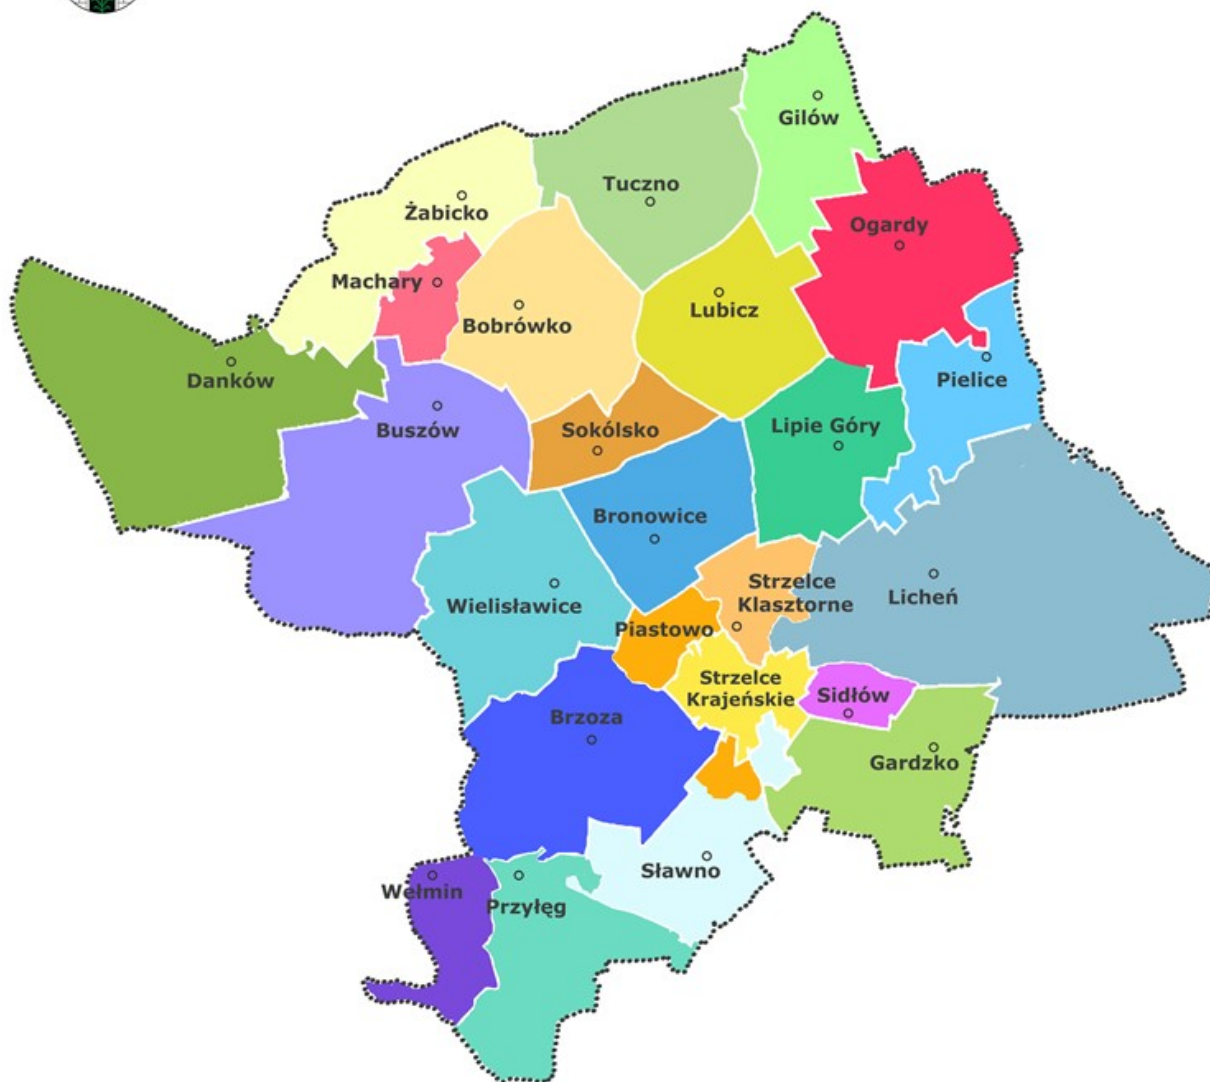 Gilów
Tuczno
Żabicko
Ogardy
Machary
Lubicz
Bobrówko
Danków
Pielice
Buszów
Sokólsko
Lipie Góry
Bronowice
Strzelce
Klasztorne
Licheń
Wielisławice
Piastowo
Strzelce
Krajeńskie
Sidłów
Brzoza
Gardzko
Sławno
Wełmin
Przyłęg